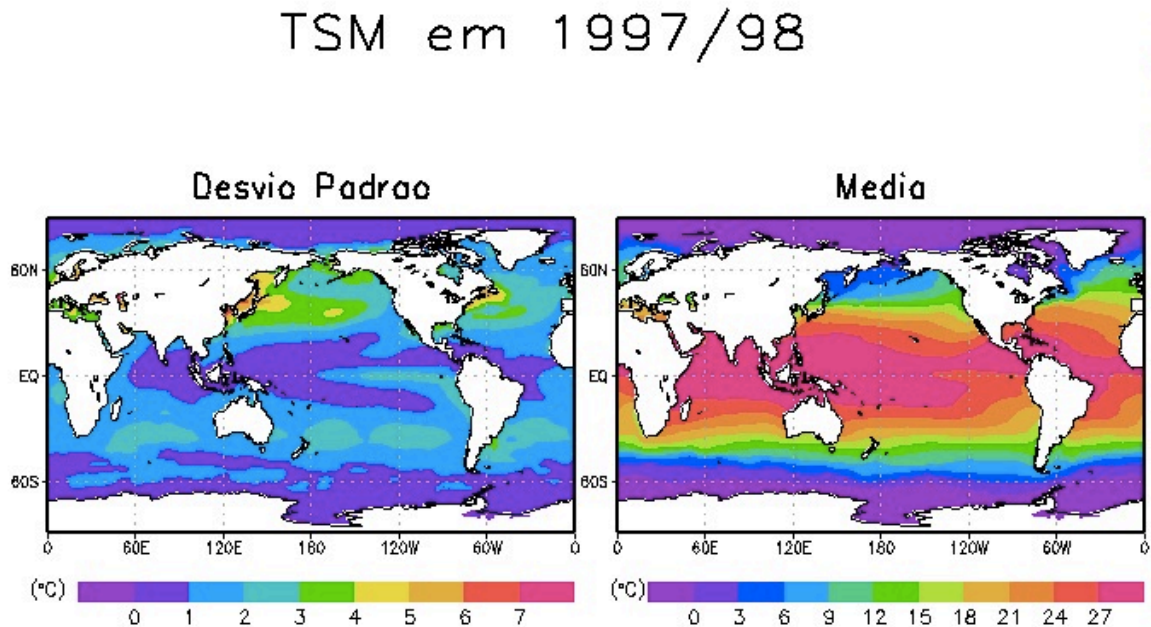 TSM em 1997/98
Desvio Padrao
Media
60N
EQ
60S
0 60E 120E 180 120W 60W 0
60N
EQ
60S
0 60E 120E 180 120W 60W 0
(°C) 0 1 2 3 4 5 6 7
(°C) 0 3 6 9 12 15 18 21 24 27